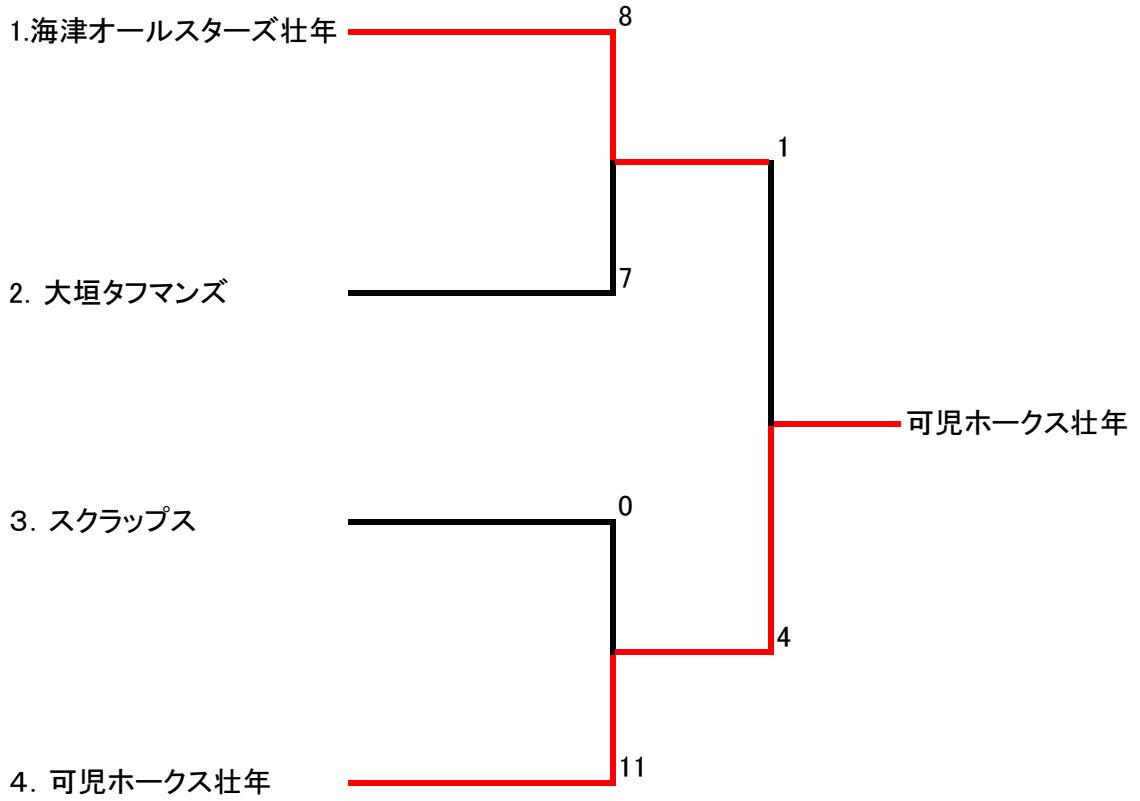 1.海津オールスターズ壮年
8
1
2．大垣タフマンズ
7
可児ホークス壮年
3．スクラップス
0
4
4．可児ホークス壮年
11